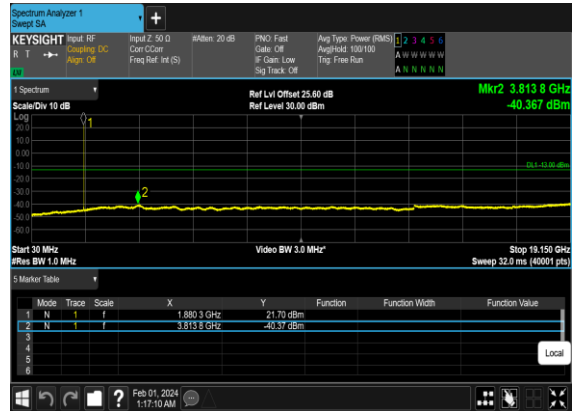 Spectrum Analyzer 1
Swept SA
+
KEYSIGHT Input: RF Input Z: 50 Ω #Atten: 20 dB PNO: Fast Avg Type: Power (RMS) 1 2 3 4 5 6
R T Coupling: DC Corr CCorr Gate: Off Avg|Hold: 100/100 A W W W W W
Align: Off Freq Ref: Int (S) IF Gain: Low Trig: Free Run
Sig Track: Off A N N N N N
1 Spectrum Ref Lvl Offset 25.60 dB Mkr2 3.813 8 GHz
Scale/Div 10 dB Ref Level 30.00 dBm -40.367 dBm
Log
20.0
10.0
0.00
-10.0
-20.0
-30.0
-40.0
-50.0
-60.0
1
2
DL1 -13.00 dBm
Start 30 MHz Video BW 3.0 MHz* Stop 19.150 GHz
#Res BW 1.0 MHz Sweep 32.0 ms (40001 pts)
5 Marker Table
Mode Trace Scale X Y Function Function Width Function Value
1 N 1 f 1.880 3 GHz 21.70 dBm
2 N 1 f 3.813 8 GHz -40.37 dBm
3
4
5
6
Local
? Feb 01, 2024
1:17:10 AM